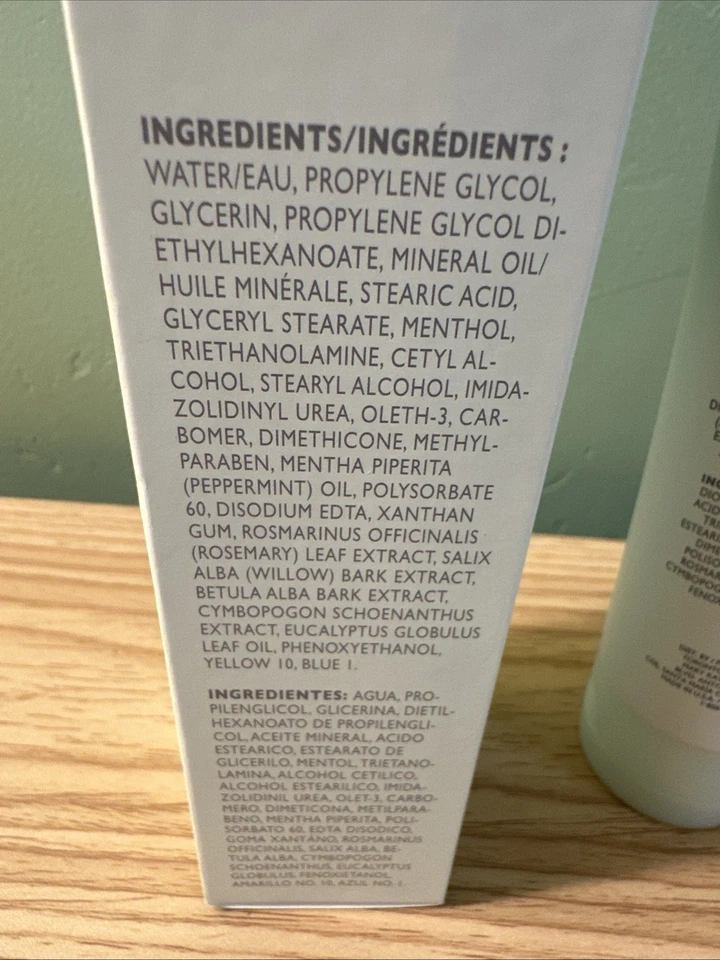 INGREDIENTS/INGRÉDIENTS :
WATER/EAU, PROPYLENE GLYCOL,
GLYCERIN, PROPYLENE GLYCOL DI-
ETHYLHEXANOATE, MINERAL OIL/
HUILE MINÉRALE, STEARIC ACID,
GLYCERYL STEARATE, MENTHOL,
TRIETHANOLAMINE, CETYL AL-
COHOL, STEARYL ALCOHOL, IMIDA-
ZOLIDINYL UREA, OLETH-3, CAR-
BOMER, DIMETHICONE, METHYL-
PARABEN, MENTHA PIPERITA
(PEPPERMINT) OIL, POLYSORBATE
60, DISODIUM EDTA, XANTHAN
GUM, ROSMARINUS OFFICINALIS
(ROSEMARY) LEAF EXTRACT, SALIX
ALBA (WILLOW) BARK EXTRACT,
BETULA ALBA BARK EXTRACT,
CYMBOPOGON SCHOENANTHUS
EXTRACT, EUCALYPTUS GLOBULUS
LEAF OIL, PHENOXYETHANOL,
YELLOW 10, BLUE 1.
INGREDIENTES: AGUA, PRO-
PILENGLICOL, GLICERINA, DIETIL-
HEXANOATO DE PROPILENGLI-
COL, ACEITE MINERAL, ACIDO
ESTEARICO, ESTEARATO DE
GLICERILO, MENTOL, TRIETANO-
LAMINA, ALCOHOL CETILICO,
ALCOHOL ESTEARILICO, IMIDA-
ZOLIDINIL UREA, OLET-3, CARBO-
MERO, DIMETICONA, METILPARA-
BENO, MENTHA PIPERITA, POLI-
SORBATO 60, EDTA DISODICO,
GOMA XANTANO, ROSMARINUS
OFFICINALIS, SALIX ALBA, BE-
TULA ALBA, CYMBOPOGON
SCHOENANTHUS, EUCALYPTUS
GLOBULUS, FENOXIETANOL,
AMARILLO NO. 10, AZUL NO. 1.